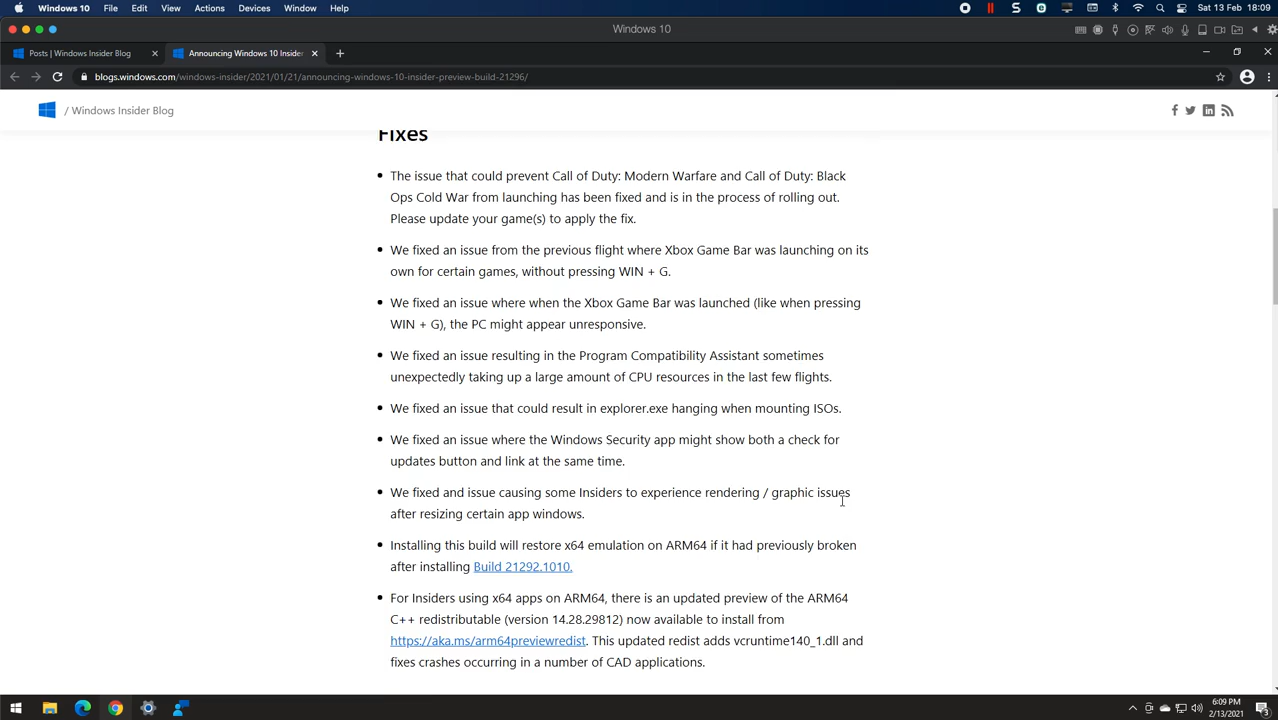 Windows 10 File Edit View Actions Devices Window Help Sat 13 Feb 18:09
Windows 10
Posts | Windows Insider Blog Announcing Windows 10 Insider
blogs.windows.com/windows-insider/2021/01/21/announcing-windows-10-insider-preview-build-21296/
/ Windows Insider Blog
Fixes
The issue that could prevent Call of Duty: Modern Warfare and Call of Duty: Black
Ops Cold War from launching has been fixed and is in the process of rolling out.
Please update your game(s) to apply the fix.
We fixed an issue from the previous flight where Xbox Game Bar was launching on its
own for certain games, without pressing WIN + G.
We fixed an issue where when the Xbox Game Bar was launched (like when pressing
WIN + G), the PC might appear unresponsive.
We fixed an issue resulting in the Program Compatibility Assistant sometimes
unexpectedly taking up a large amount of CPU resources in the last few flights.
We fixed an issue that could result in explorer.exe hanging when mounting ISOs.
We fixed an issue where the Windows Security app might show both a check for
updates button and link at the same time.
We fixed and issue causing some Insiders to experience rendering / graphic issues
after resizing certain app windows.
Installing this build will restore x64 emulation on ARM64 if it had previously broken
after installing Build 21292.1010.
For Insiders using x64 apps on ARM64, there is an updated preview of the ARM64
C++ redistributable (version 14.28.29812) now available to install from
https://aka.ms/arm64previewredist. This updated redist adds vcruntime140_1.dll and
fixes crashes occurring in a number of CAD applications.
6:09 PM
2/13/2021